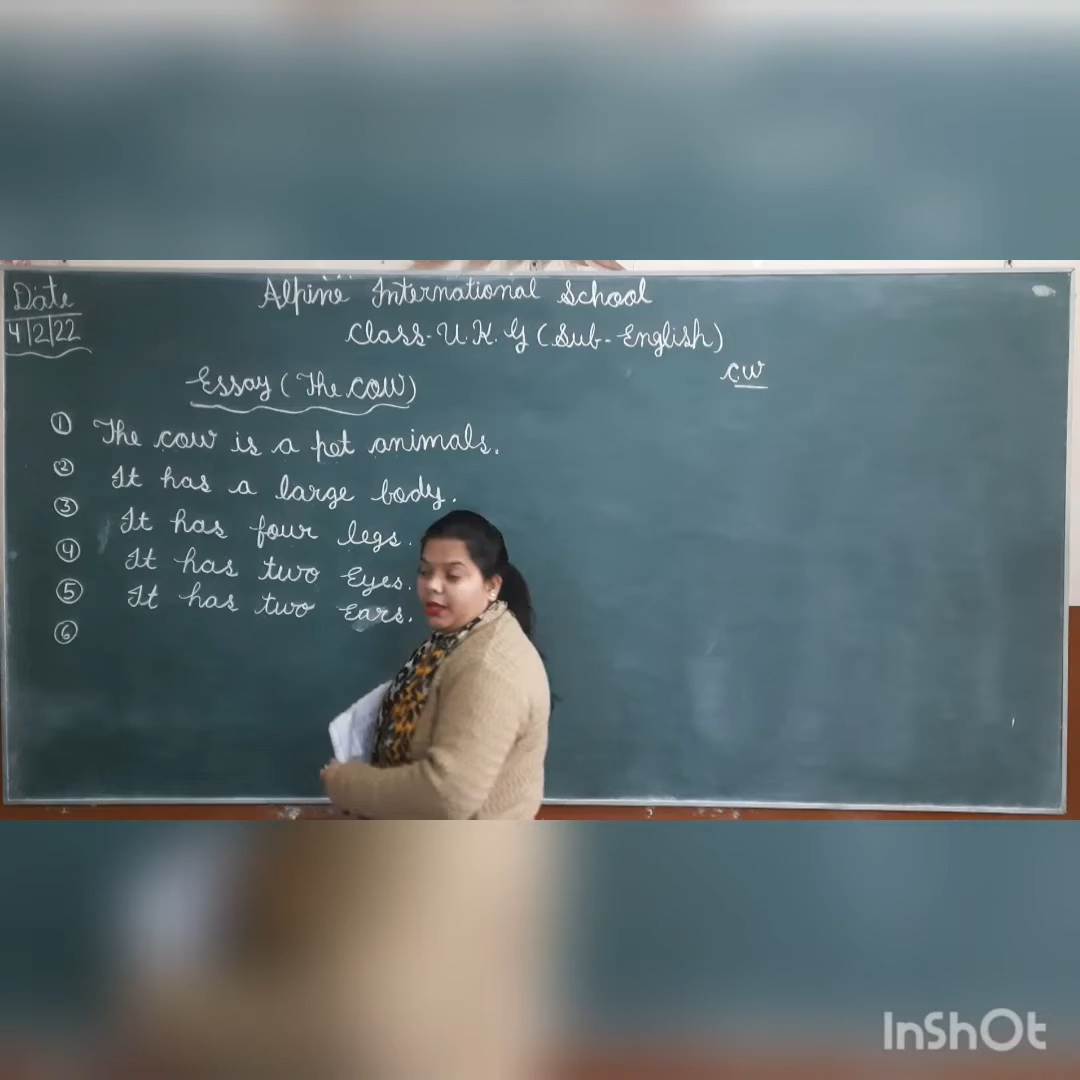 Date
4/2/22
Alpine International School
Class-U.K.G (Sub-English)
C.W
Essay (The COW)
① The cow is a pet animals.
② It has a large body.
③ It has four legs.
④ It has two Eyes.
⑤ It has two Ears.
⑥
InShOt